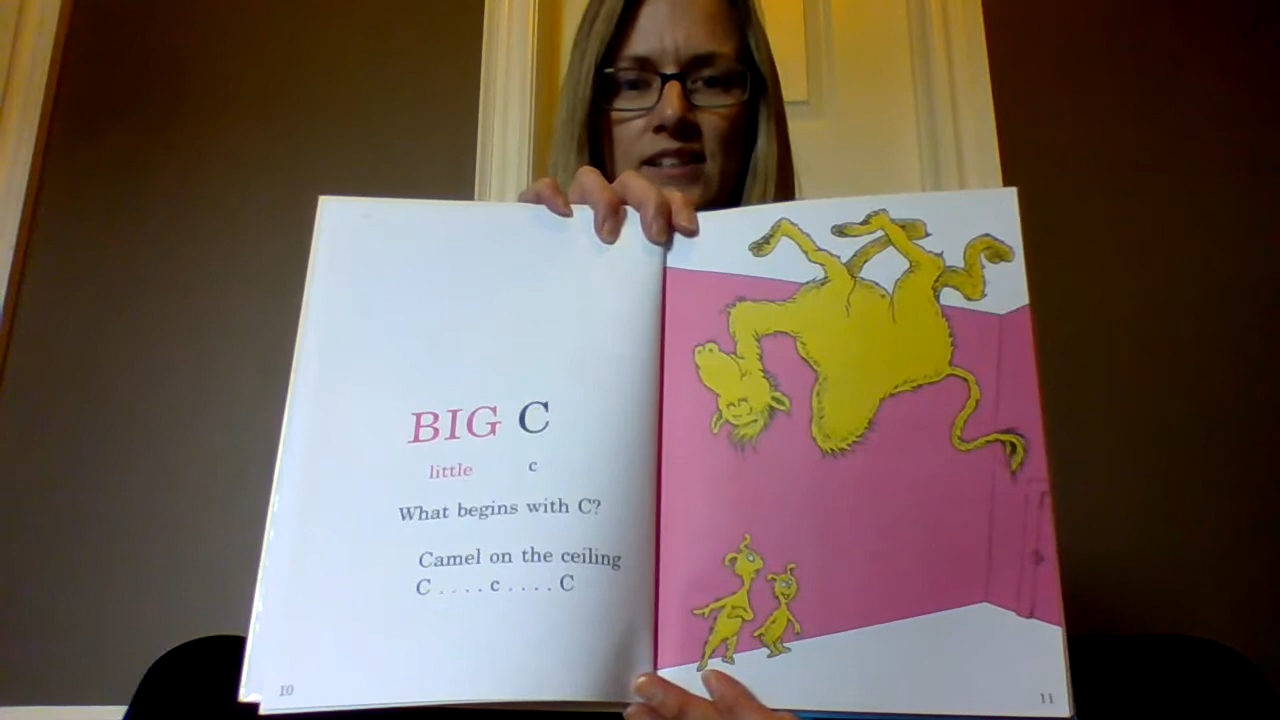 BIG C
little c
What begins with C?
Camel on the ceiling
C . . . . c . . . . C
10
11